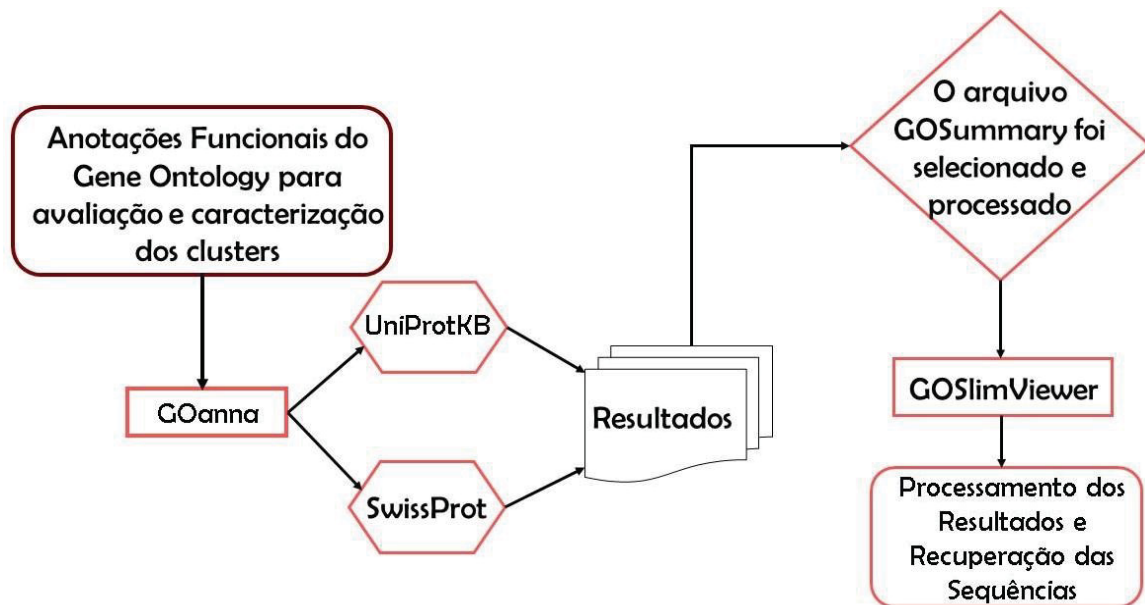 Anotações Funcionais do
Gene Ontology para
avaliação e caracterização
dos clusters
GOanna
UniProtKB
SwissProt
Resultados
O arquivo
GOSummary foi
selecionado e
processado
GOSlimViewer
Processamento dos
Resultados e
Recuperação das
Sequências